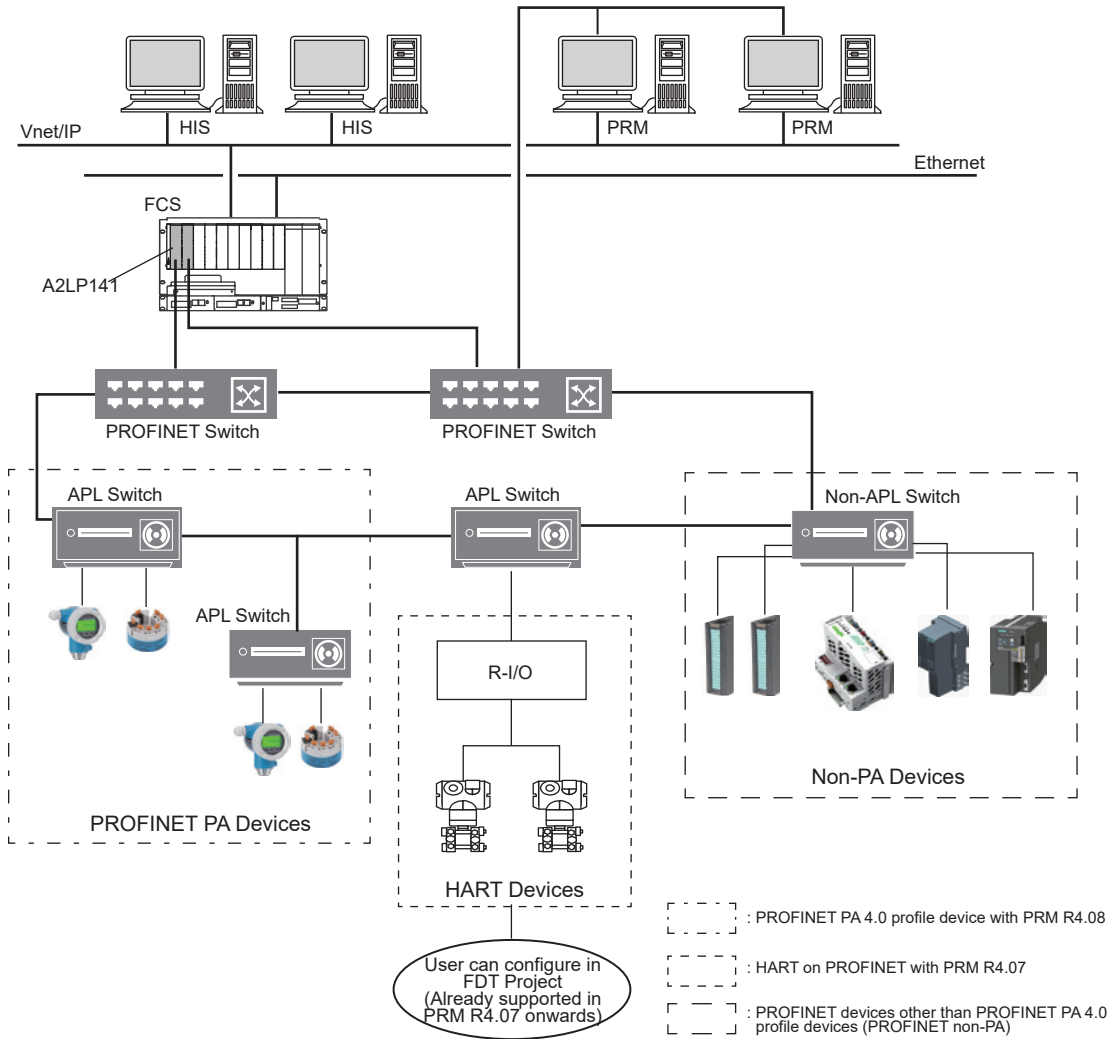 HIS
HIS
PRM
PRM
Vnet/IP
Ethernet
FCS
A2LP141
PROFINET Switch
PROFINET Switch
APL Switch
APL Switch
Non-APL Switch
APL Switch
R-I/O
Non-PA Devices
PROFINET PA Devices
HART Devices
User can configure in
FDT Project
(Already supported in
PRM R4.07 onwards)
: PROFINET PA 4.0 profile device with PRM R4.08
: HART on PROFINET with PRM R4.07
: PROFINET devices other than PROFINET PA 4.0
profile devices (PROFINET non-PA)